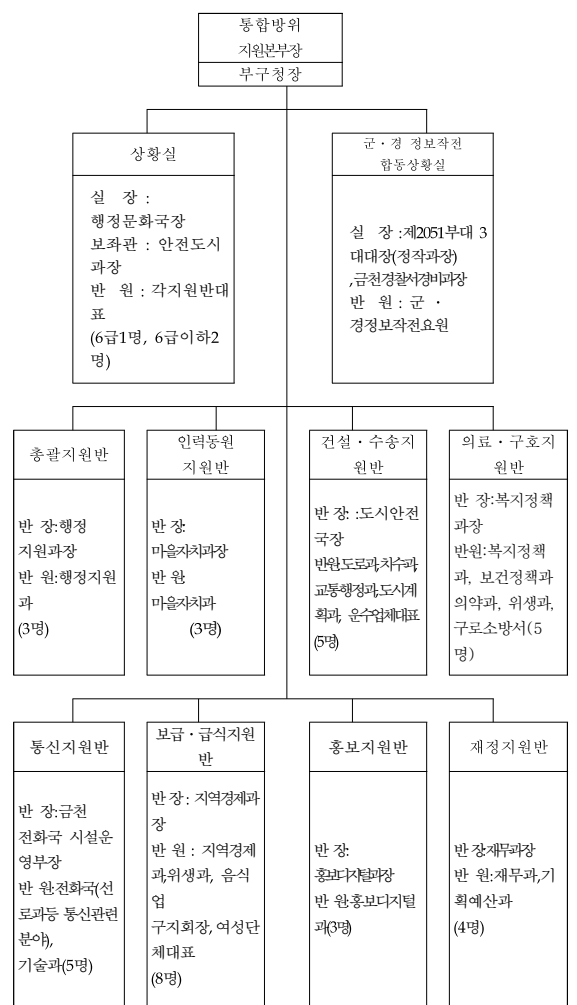 통합방위
지원본부장
부구청장
상황실
실 장 :
행정문화국장
보좌관 : 안전도시
과장
반 원 : 각지원반대
표
(6급1명, 6급이하2
명)
군·경 정보작전
합동상황실
실 장 :제2051부대 3
대대장(정작과장)
,금천경찰서경비과장
반 원 : 군 ·
경정보작전요원
총괄지원반
반 장:행정
지원과장
반 원:행정지원
과
(3명)
인력동원
지원반
반 장:
마을자치과장
반 원:
마을자치과
(3명)
건설·수송지
원반
반 장: :도시안전
국장
반원:도로과,치수과,
교통행정과,도시계
획과, 운수업체대표
(5명)
의료·구호지
원반
반 장:복지정책
과장
반원:복지정책
과, 보건정책과
의약과, 위생과,
구로소방서(5
명)
통신지원반
반 장:금천
전화국 시설운
영부장
반 원:전화국(선
로과등 통신관련
분야),
기술과(5명)
보급·급식지원
반
반 장 : 지역경제과
장
반 원 : 지역경제
과,위생과, 음식
업
구지회장, 여성단
체대표
(8명)
홍보지원반
반 장:
홍보디지털과장
반 원:홍보디지털
과(3명)
재정지원반
반 장:재무과장
반 원:재무과,기
획예산과
(4명)